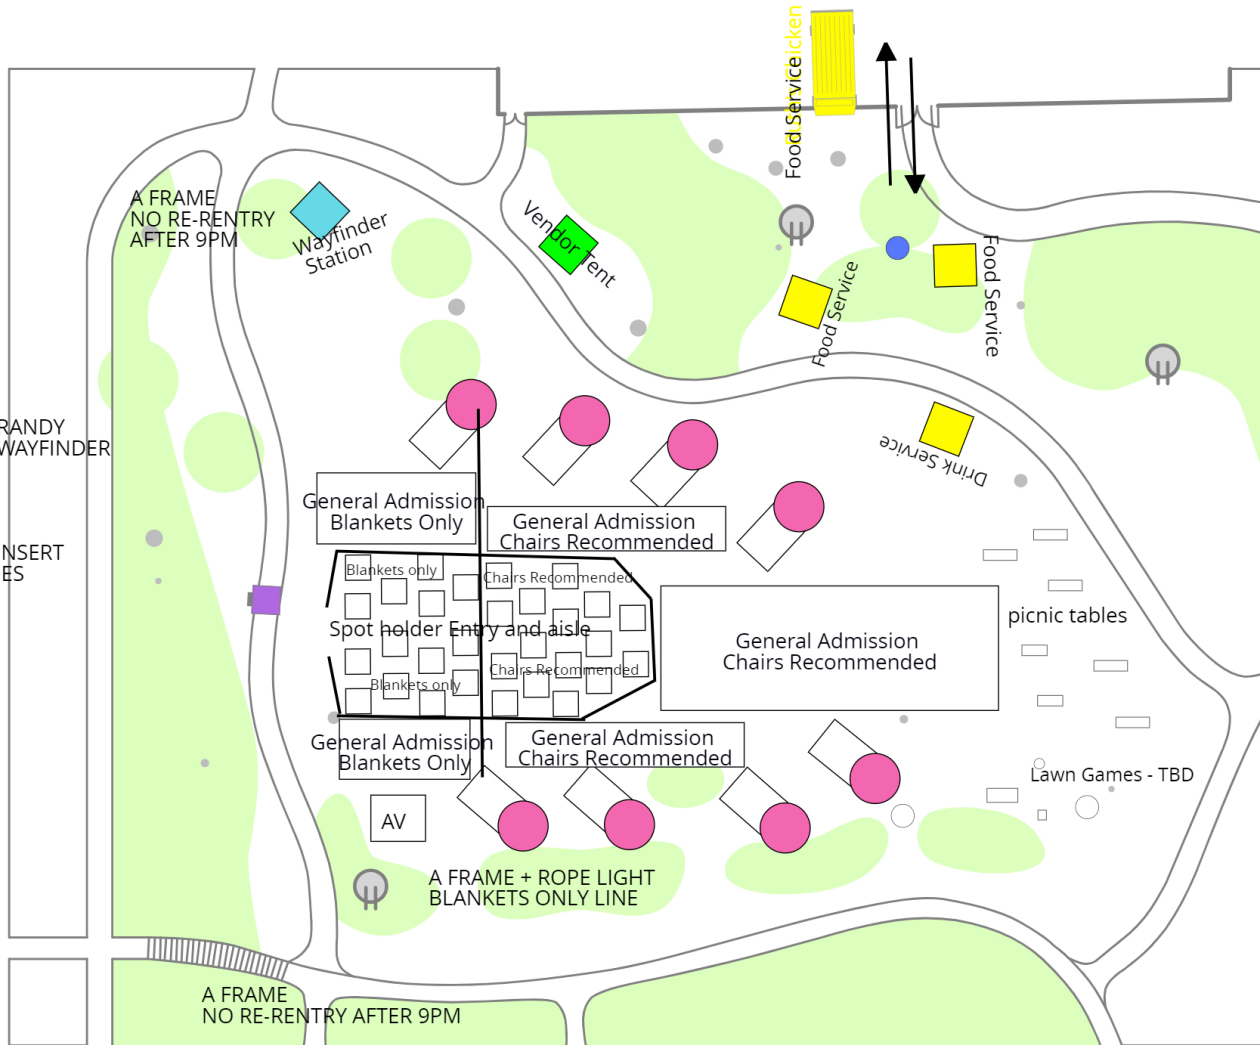 icken
Food Service
A FRAME
NO RE-RENTRY
AFTER 9PM
Wayfinder
Station
Vendor Tent
Food Service
Food Service
Drink Service
RANDY
WAYFINDER
NSERT
ES
General Admission
Blankets Only
General Admission
Chairs Recommended
Blankets only
Chairs Recommended
Spot holder Entry and aisle
Chairs Recommended
Blankets only
General Admission
Chairs Recommended
picnic tables
General Admission
Blankets Only
General Admission
Chairs Recommended
Lawn Games - TBD
AV
A FRAME + ROPE LIGHT
BLANKETS ONLY LINE
A FRAME
NO RE-RENTRY AFTER 9PM